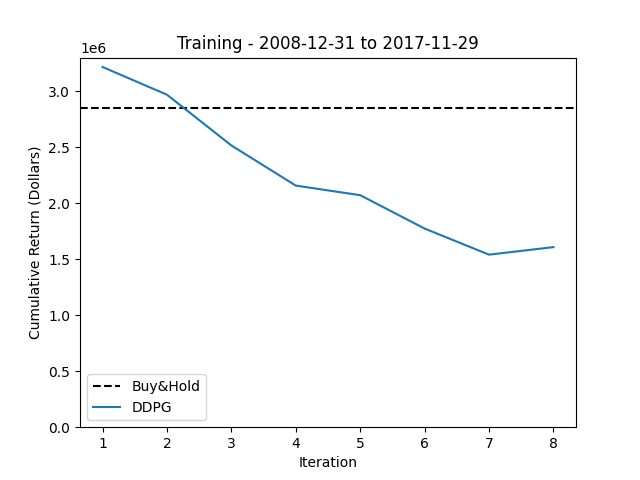 Training - 2008-12-31 to 2017-11-29
1e6
3.0
2.5
2.0
1.5
1.0
0.5
0.0
Cumulative Return (Dollars)
Buy&Hold
DDPG
1 2 3 4 5 6 7 8
Iteration